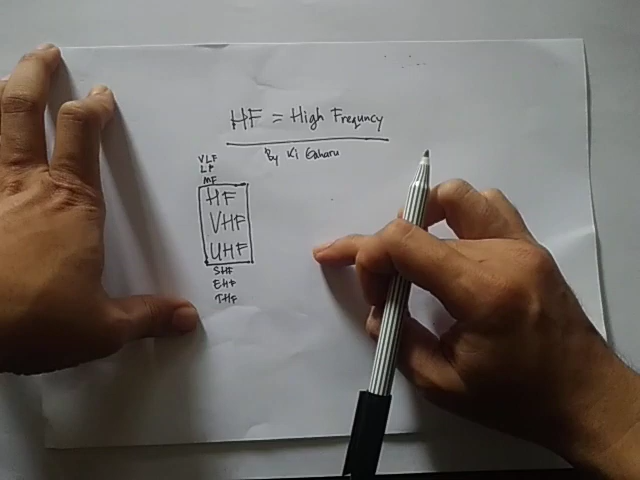 HF = High Frequncy
By Ki Gaharu
VLF
LF
MF
HF
VHF
UHF
SHF
EHF
THF